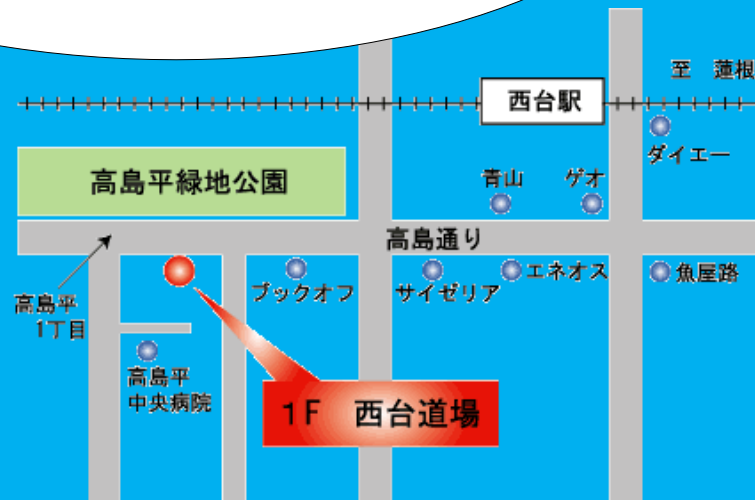 至　蓮根
西台駅
ダイエー
高島平緑地公園
青山
ゲオ
高島通り
高島平
1丁目
ブックオフ
サイゼリア
エネオス
魚屋路
高島平
中央病院
1F　西台道場